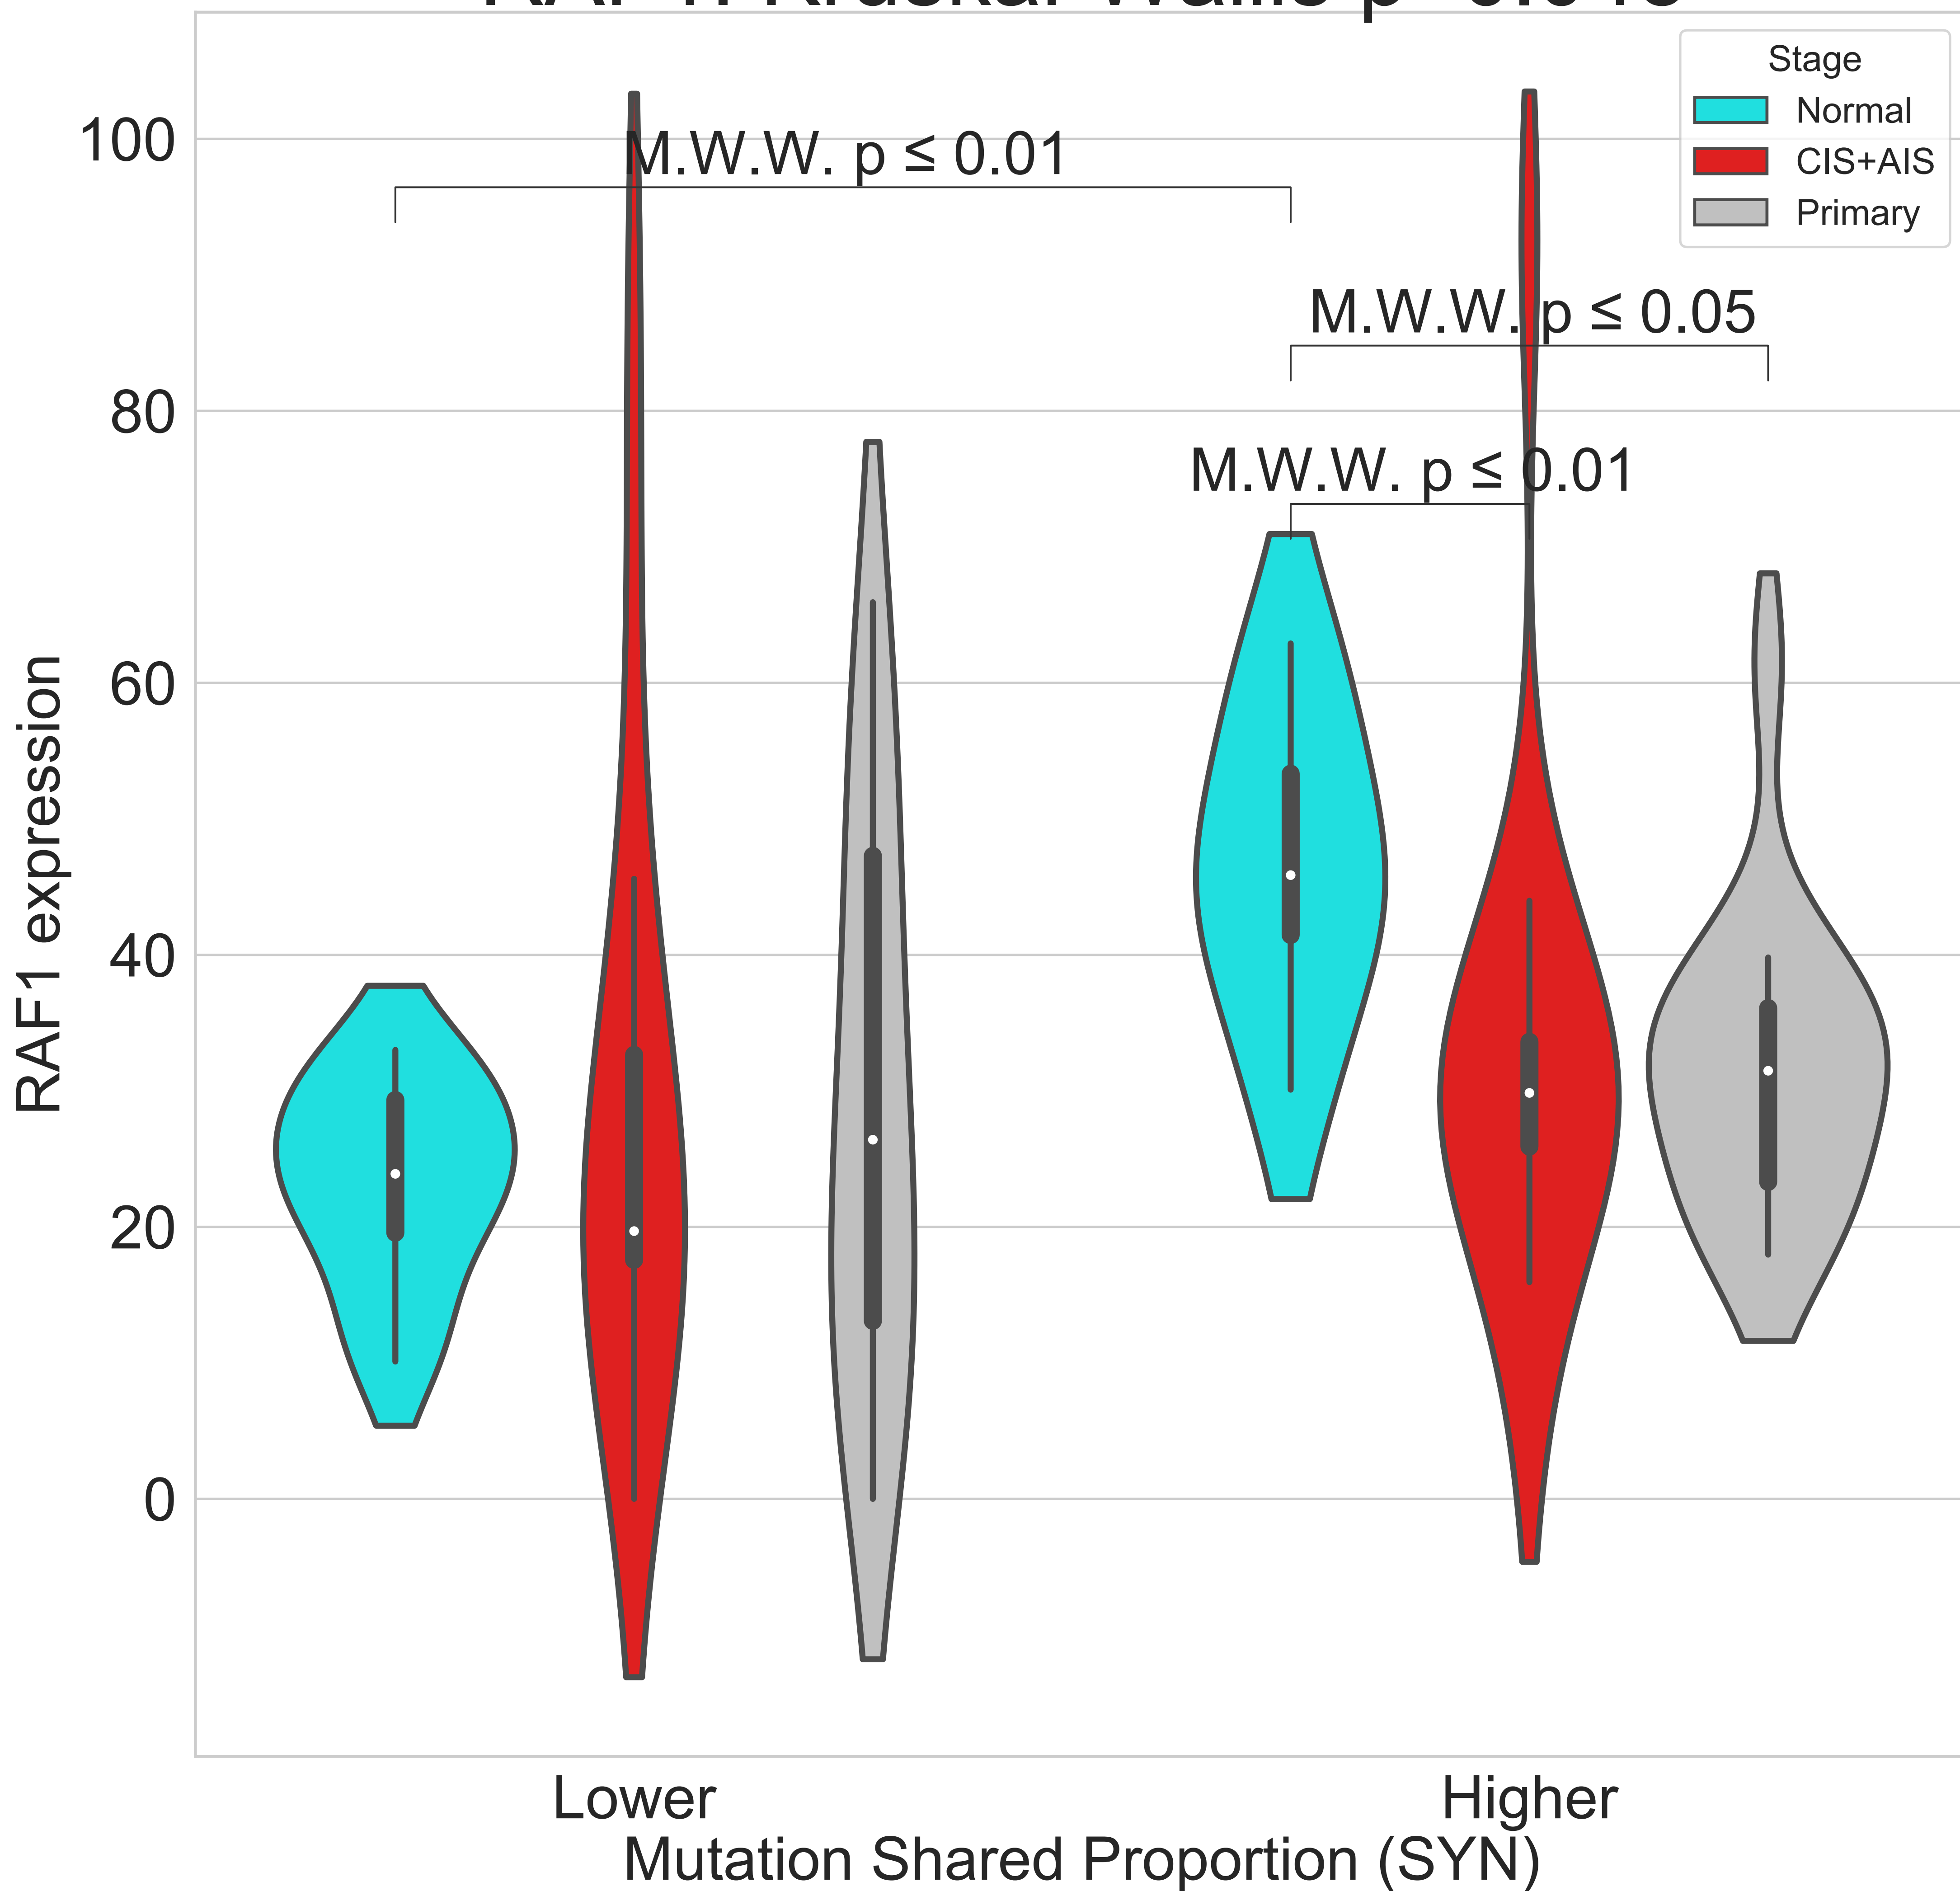 Stage
Normal
CIS+AIS
Primary
M.W.W. p ≤ 0.01
M.W.W. p ≤ 0.05
M.W.W. p ≤ 0.01
100
80
60
40
20
0
RAF1 expression
Lower
Higher
Mutation Shared Proportion (SYN)